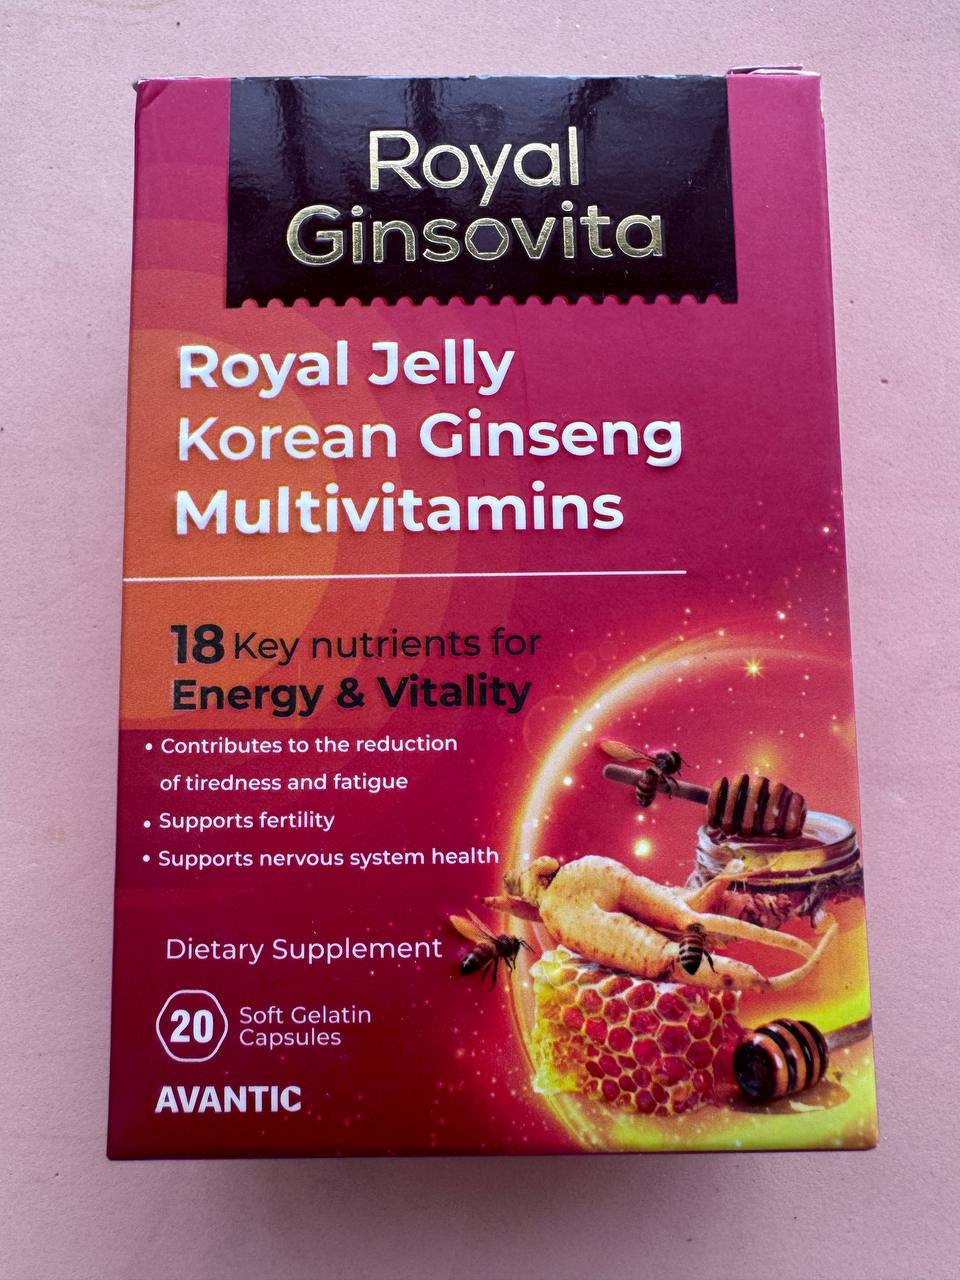 Royal
Ginsovita
Royal Jelly
Korean Ginseng
Multivitamins
18 Key nutrients for
Energy & Vitality
• Contributes to the reduction
of tiredness and fatigue
• Supports fertility
• Supports nervous system health
Dietary Supplement
20 Soft Gelatin
Capsules
AVANTIC